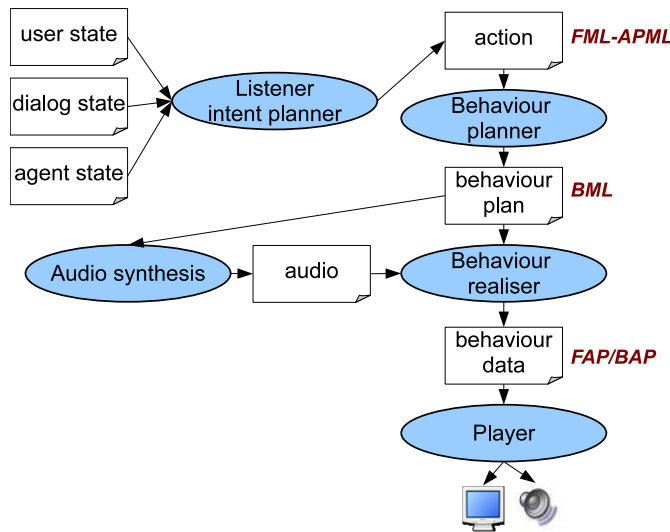 user state
dialog state
agent state
Listener
intent planner
action
FML-APML
Behaviour
planner
behaviour
plan
BML
Audio synthesis
audio
Behaviour
realiser
behaviour
data
FAP/BAP
Player